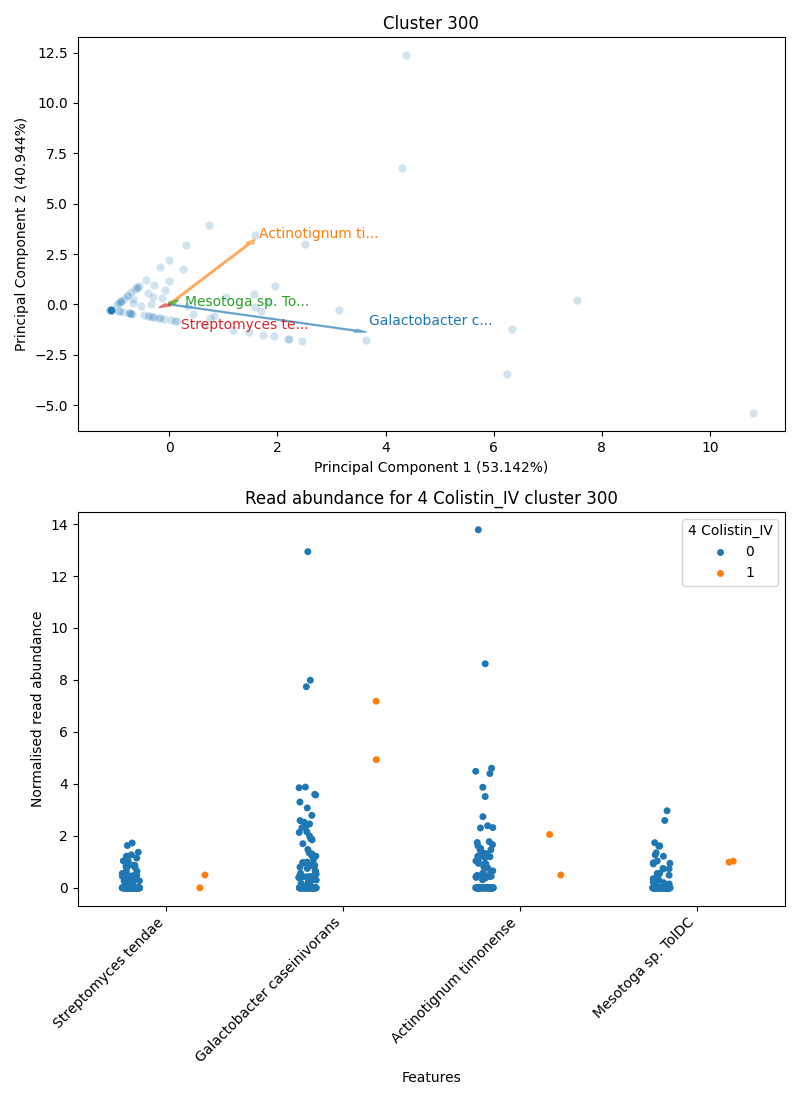 Cluster 300
12.5
10.0
7.5
5.0
2.5
0.0
−2.5
−5.0
Principal Component 2 (40.944%)
Actinotignum ti...
Mesotoga sp. To...
Streptomyces te...
Galactobacter c...
0
2
4
6
8
10
Principal Component 1 (53.142%)
Read abundance for 4 Colistin_IV cluster 300
14
12
10
8
6
4
2
0
Normalised read abundance
4 Colistin_IV
0
1
Streptomyces tendae
Galactobacter caseinivorans
Actinotignum timonense
Mesotoga sp. TolDC
Features